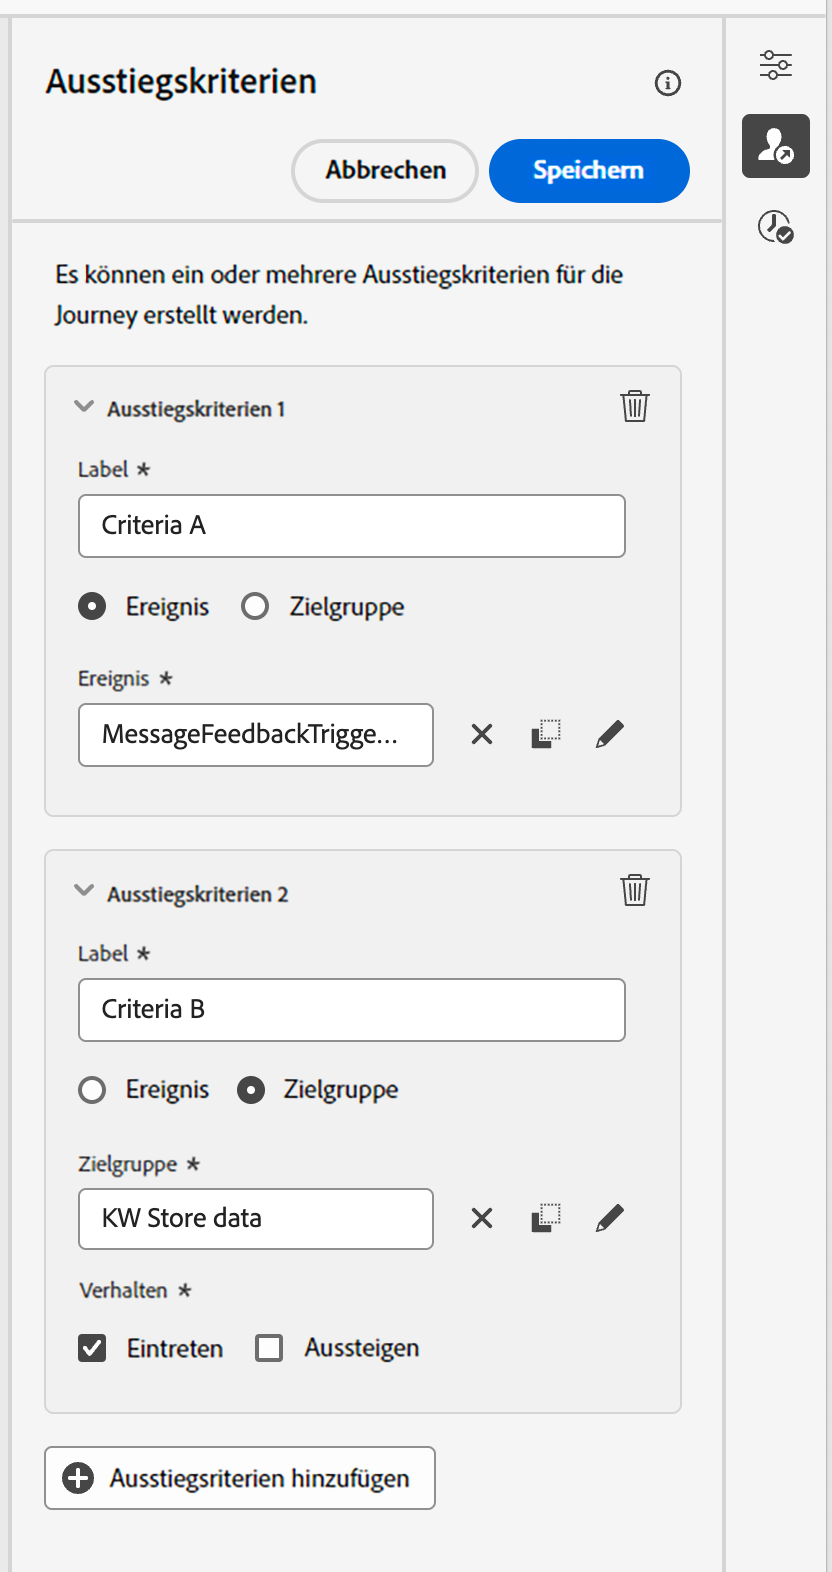 Ausstiegskriterien
Abbrechen
Speichern
Es können ein oder mehrere Ausstiegskriterien für die
Journey erstellt werden.
Ausstiegskriterien 1
Label *
Criteria A
Ereignis Zielgruppe
Ereignis *
MessageFeedbackTrigge...
Ausstiegskriterien 2
Label *
Criteria B
Ereignis Zielgruppe
Zielgruppe *
KW Store data
Verhalten *
Eintreten Aussteigen
Ausstiegsriterien hinzufügen